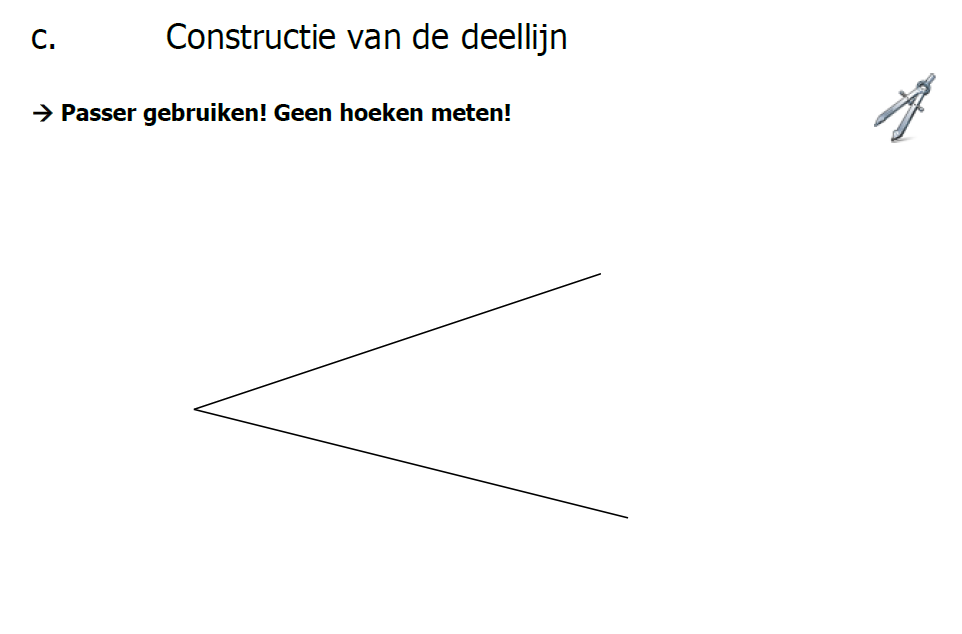 c. Constructie van de deellijn
→ Passer gebruiken! Geen hoeken meten!